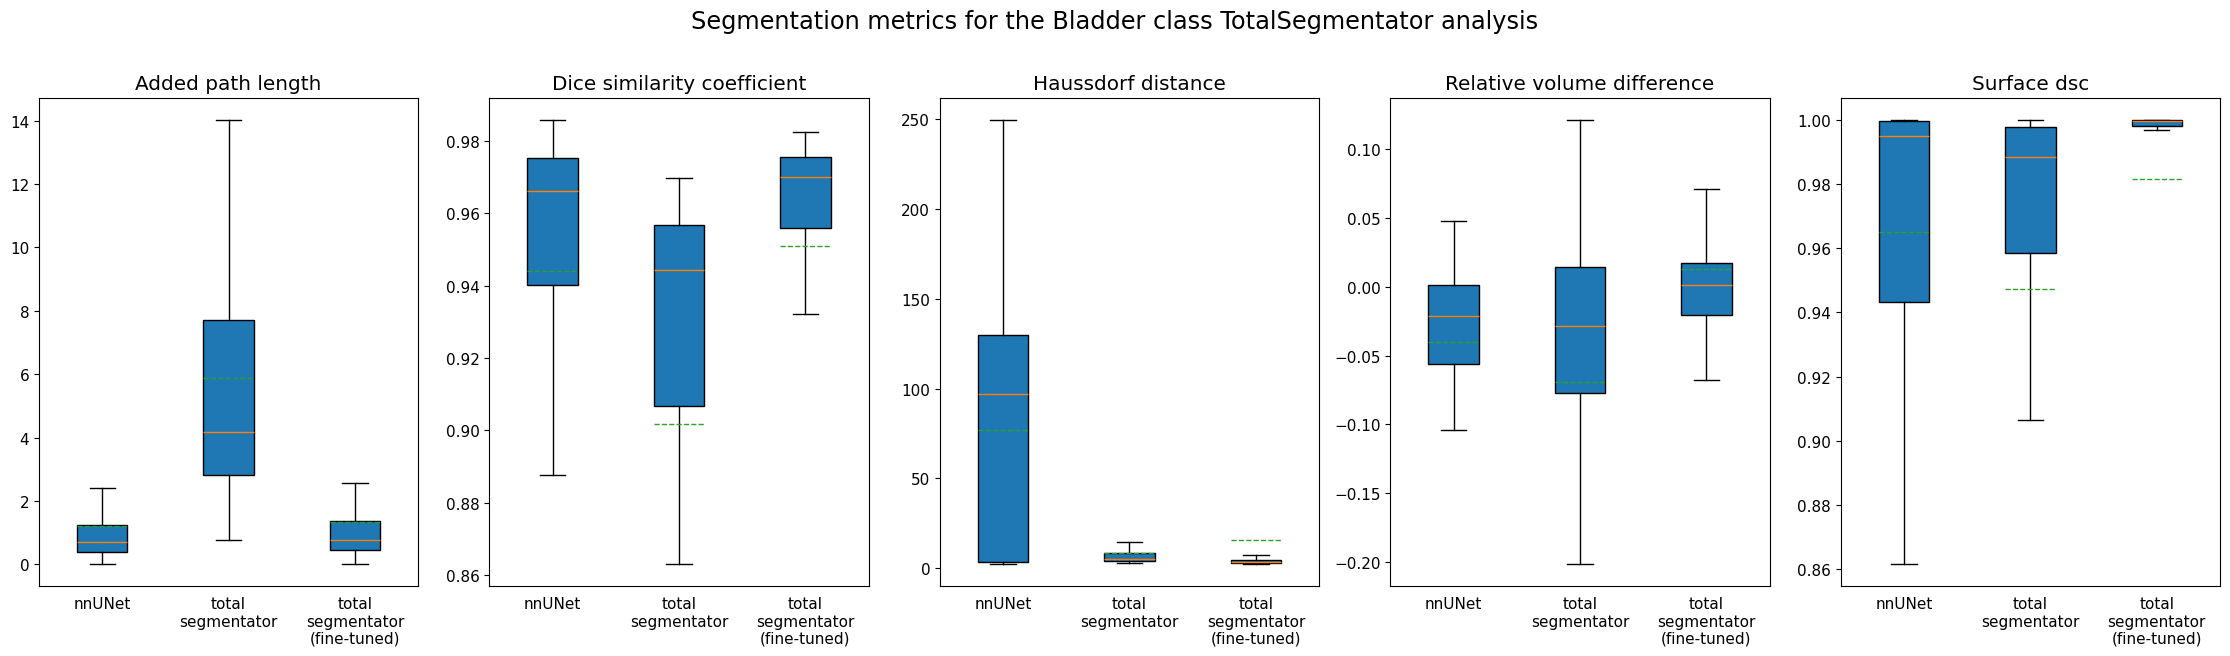 Segmentation metrics for the Bladder class TotalSegmentator analysis
Added path length
14
12
10
8
6
4
2
0
nnUNet
total
segmentator
total
segmentator
(fine-tuned)
Dice similarity coefficient
0.98
0.96
0.94
0.92
0.90
0.88
0.86
nnUNet
total
segmentator
total
segmentator
(fine-tuned)
Haussdorf distance
250
200
150
100
50
0
nnUNet
total
segmentator
total
segmentator
(fine-tuned)
Relative volume difference
0.10
0.05
0.00
−0.05
−0.10
−0.15
−0.20
nnUNet
total
segmentator
total
segmentator
(fine-tuned)
Surface dsc
1.00
0.98
0.96
0.94
0.92
0.90
0.88
0.86
nnUNet
total
segmentator
total
segmentator
(fine-tuned)